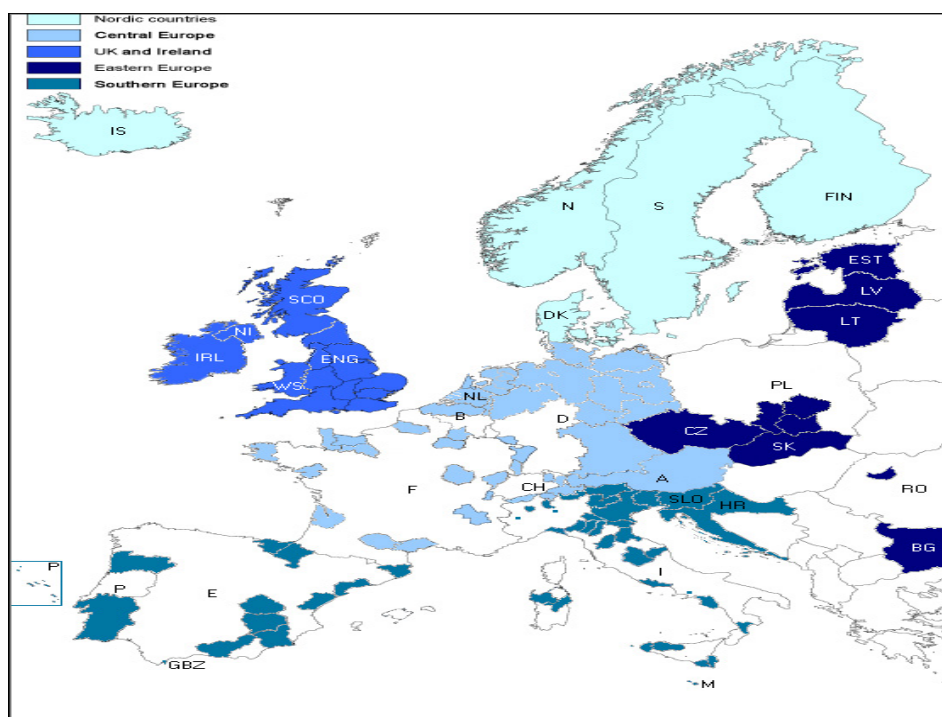 Nordic countries
Central Europe
UK and Ireland
Eastern Europe
Southern Europe
IS
N
S
FIN
EST
LV
LT
DK
SCO
NI
IRL
ENG
WS
NL
B
D
PL
CZ
SK
A
CH
F
RO
SLO
HR
BG
P
P
E
I
GBZ
M